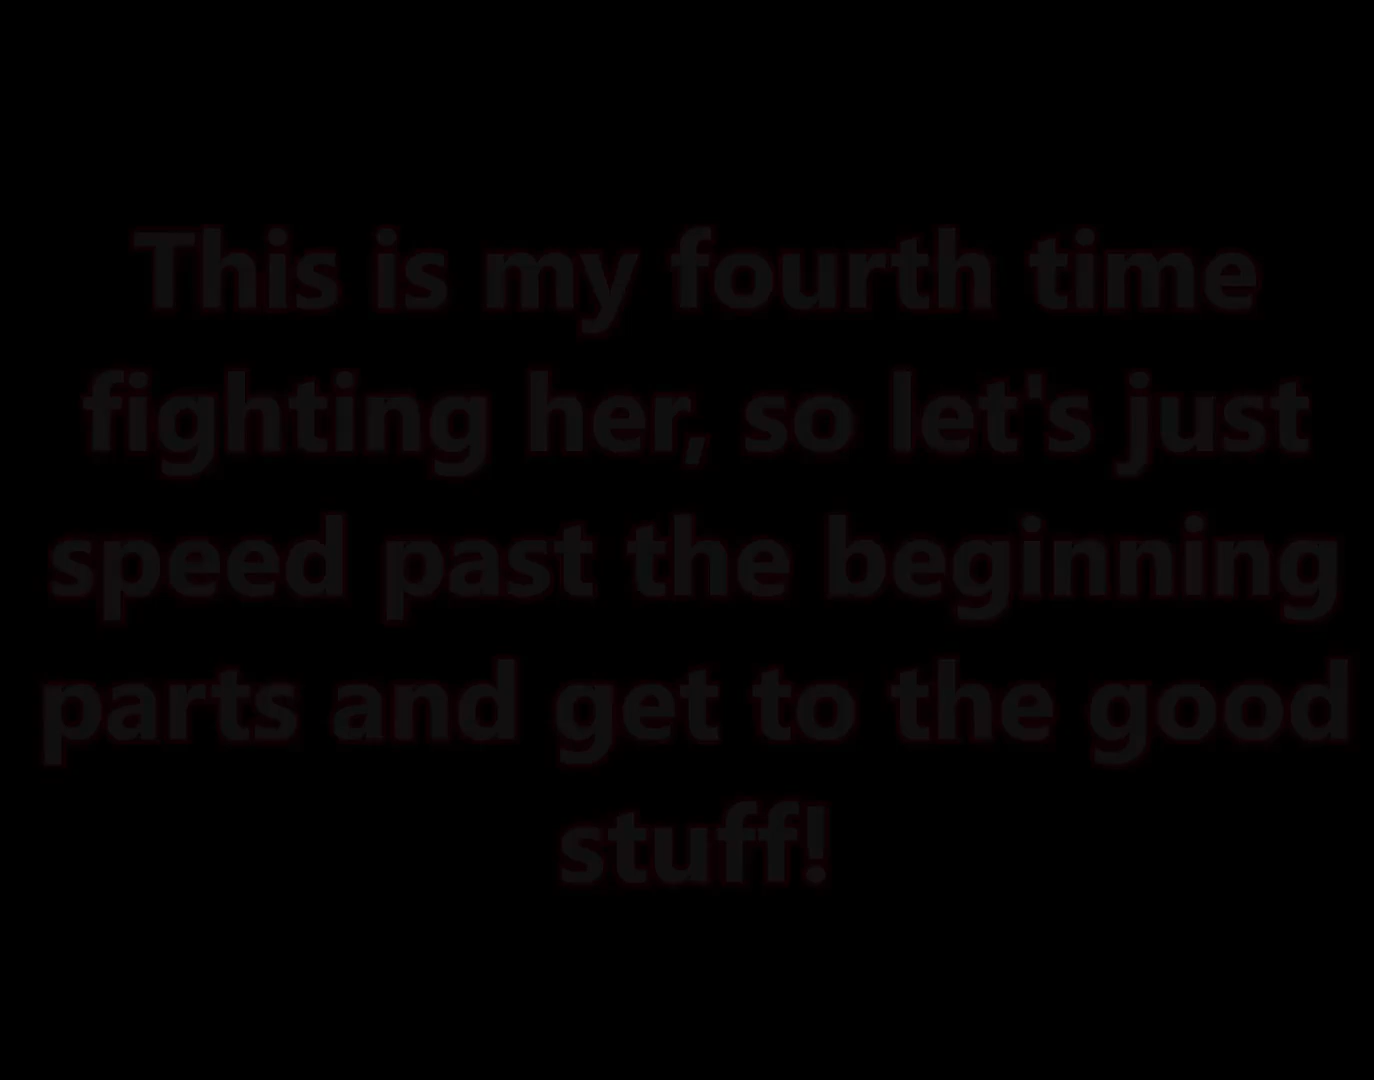 This is my fourth time
fighting her, so let's just
speed past the beginning
parts and get to the good
stuff!